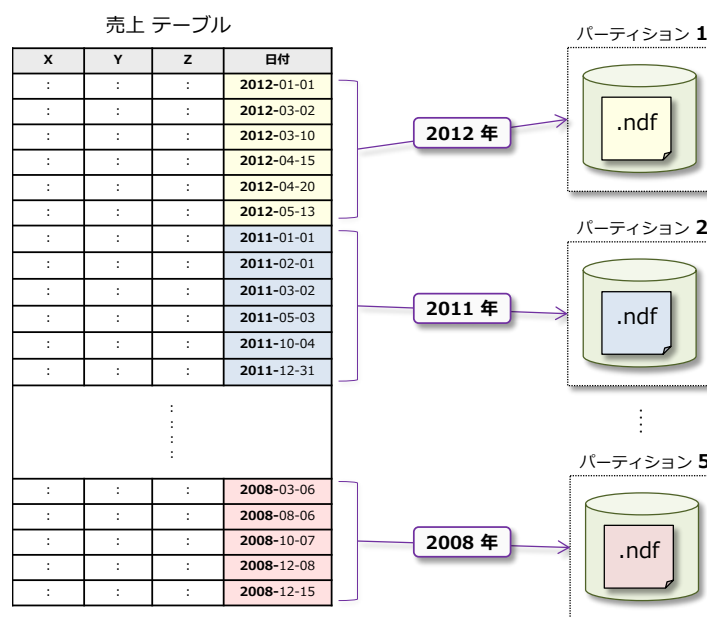 売上 テーブル
X Y Z 日付
: : : 2012-01-01
: : : 2012-03-02
: : : 2012-03-10
: : : 2012-04-15
: : : 2012-04-20
: : : 2012-05-13
: : : 2011-01-01
: : : 2011-02-01
: : : 2011-03-02
: : : 2011-05-03
: : : 2011-10-04
: : : 2011-12-31
:
:
:
:
: : : 2008-03-06
: : : 2008-08-06
: : : 2008-10-07
: : : 2008-12-08
: : : 2008-12-15
2012 年
2011 年
2008 年
パーティション 1
.ndf
パーティション 2
.ndf
パーティション 5
.ndf